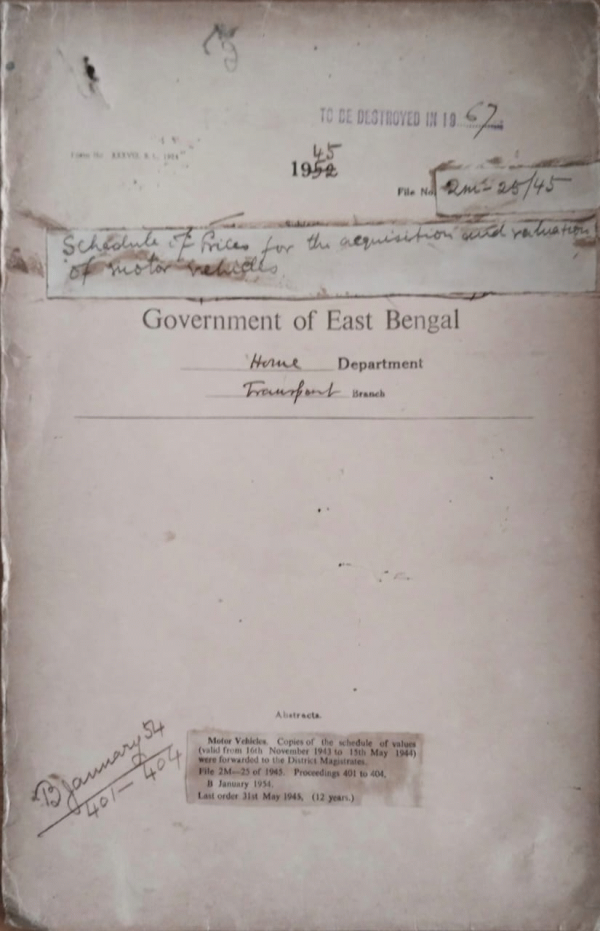 TO BE DESTROYED IN 1967
45
1952
File No. 2m-25/45
Schedule of Prices for the acquisition and valuation
of motor vehicles
Government of East Bengal
Home Department
Transport Branch
Abstracts.
Motor Vehicles. Copies of the schedule of values
(valid from 16th November 1943 to 15th May 1944)
were forwarded to the District Magistrates.
File 2M—25 of 1945. Proceedings 401 to 404.
B January 1954.
Last order 31st May 1945. (12 years.)
B January 54
401-404